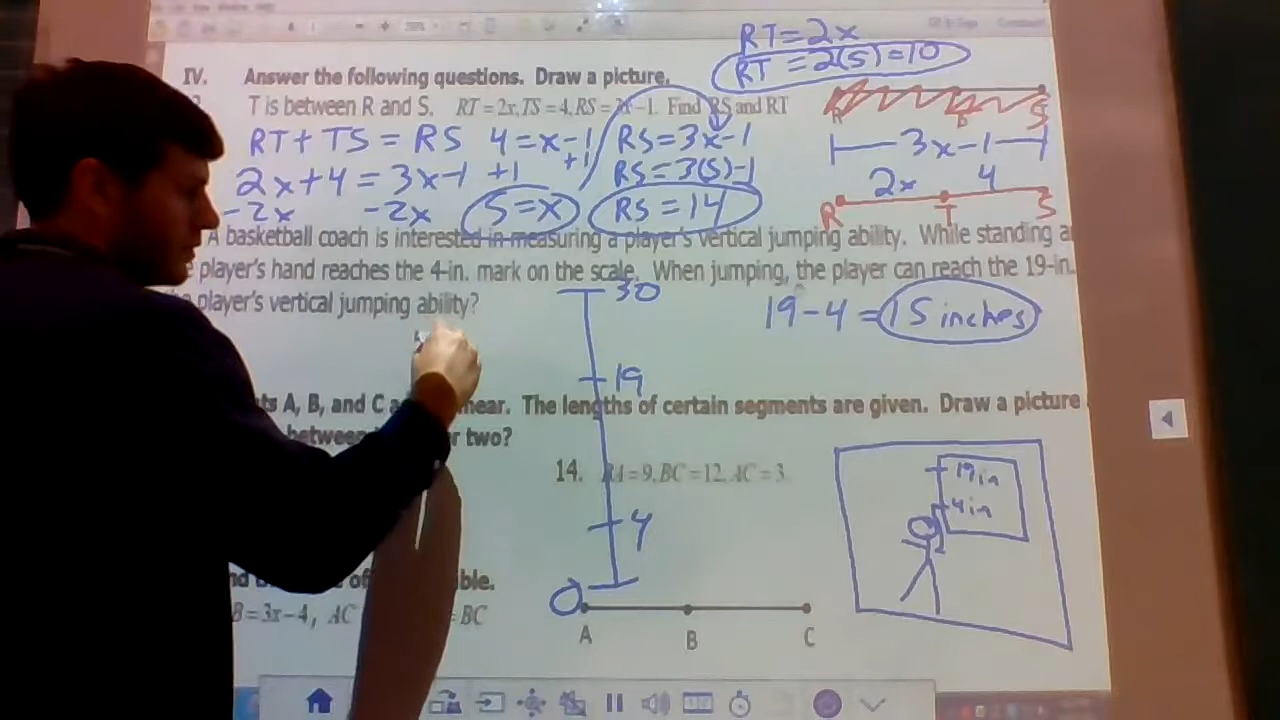 RT = 2x
RT = 2(5) = 10
IV. Answer the following questions. Draw a picture.
T is between R and S. RT = 2x, TS = 4, RS = –1. Find RS and RT
RT + TS = RS 4 = x-1 RS = 3x-1
+1
3x-1
2x+4 = 3x-1 +1 RS = 3(5)-1
2x 4
-2x -2x 5 = x RS = 14
R T S
A basketball coach is interested in measuring a player's vertical jumping ability. While standing
player's hand reaches the 4-in. mark on the scale. When jumping, the player can reach the 19-in.
player's vertical jumping ability?
30
19-4 = 15 inches
19
A, B, and C The lengths of certain segments are given. Draw a picture
between two?
14. = 9, BC = 12, AC = 3
19 in
4 in
4
B = 3x – 4, AC = BC
A B C